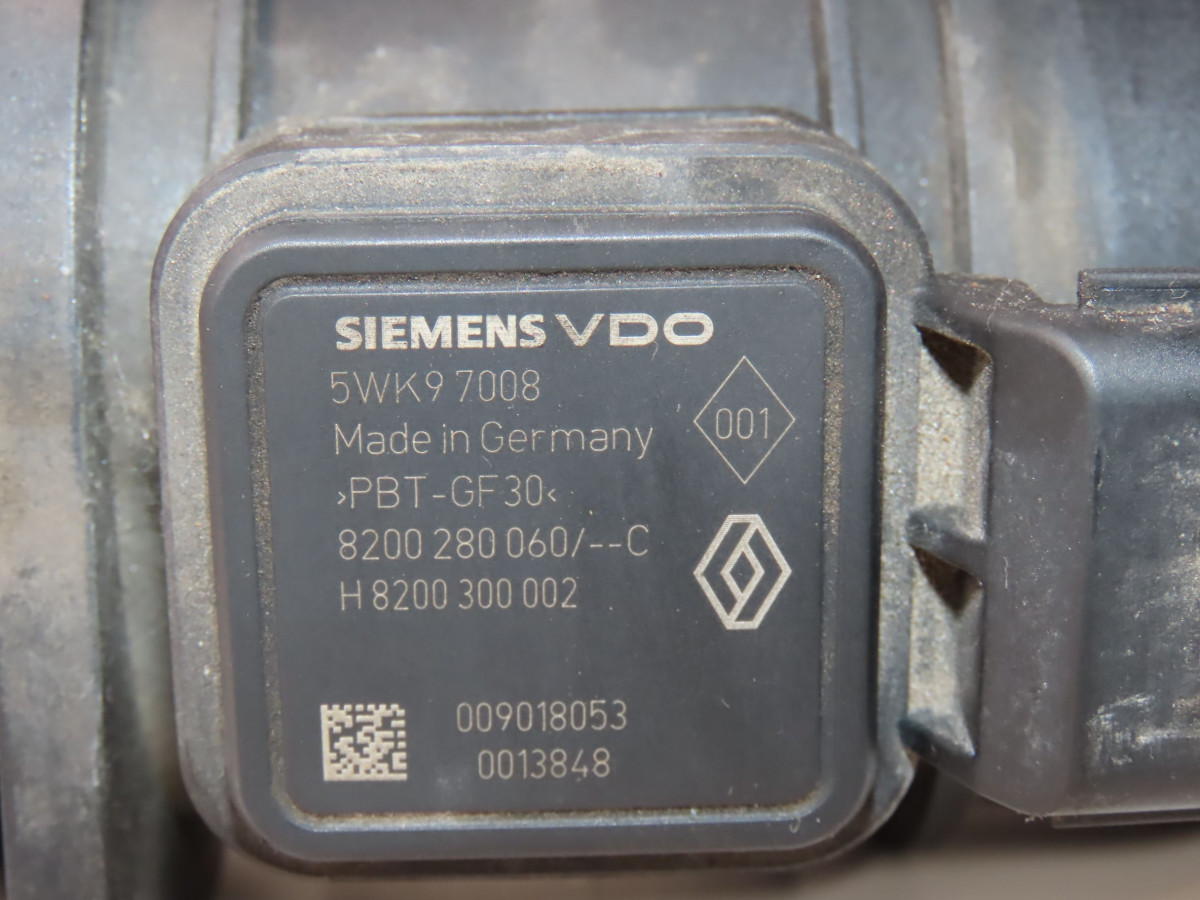 SIEMENS VDO
5WK9 7008
Made in Germany
001
›PBT-GF30‹
8200 280 060/--C
H 8200 300 002
009018053
0013848